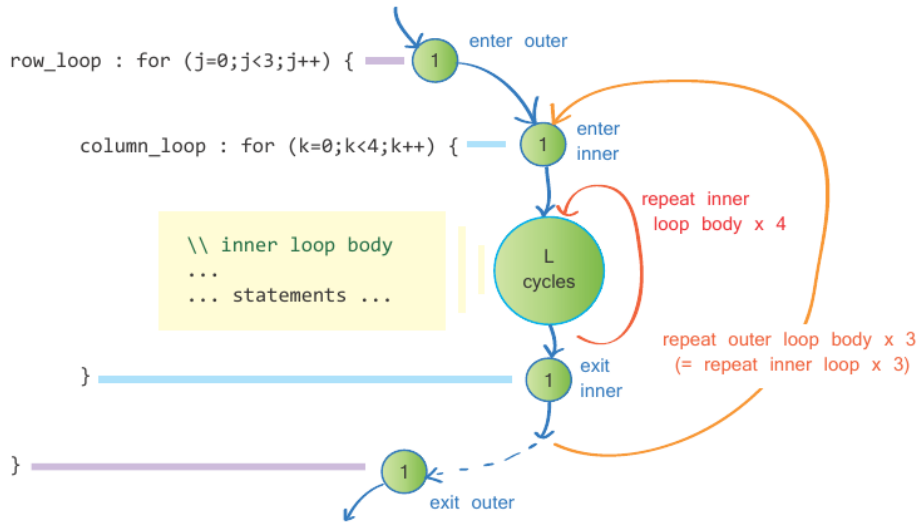 1
enter outer
row_loop : for (j=0;j<3;j++) {
column_loop : for (k=0;k<4;k++) {
1
enter
inner
repeat inner
loop body x 4
\\ inner loop body
...
... statements ...
L
cycles
repeat outer loop body x 3
(= repeat inner loop x 3)
}
1
exit
inner
}
1
exit outer